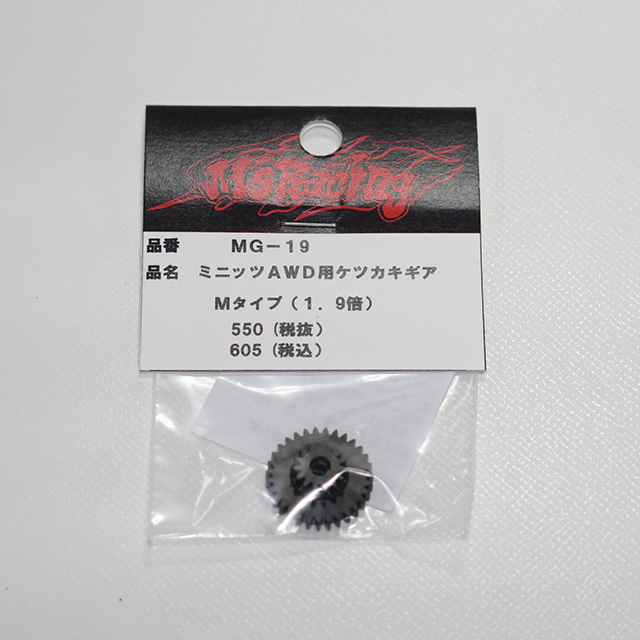 M'sRacing
品番 MG-19
品名 ミニッツAWD用ケツカキギア
Mタイプ(1.9倍)
550(税抜)
605(税込)